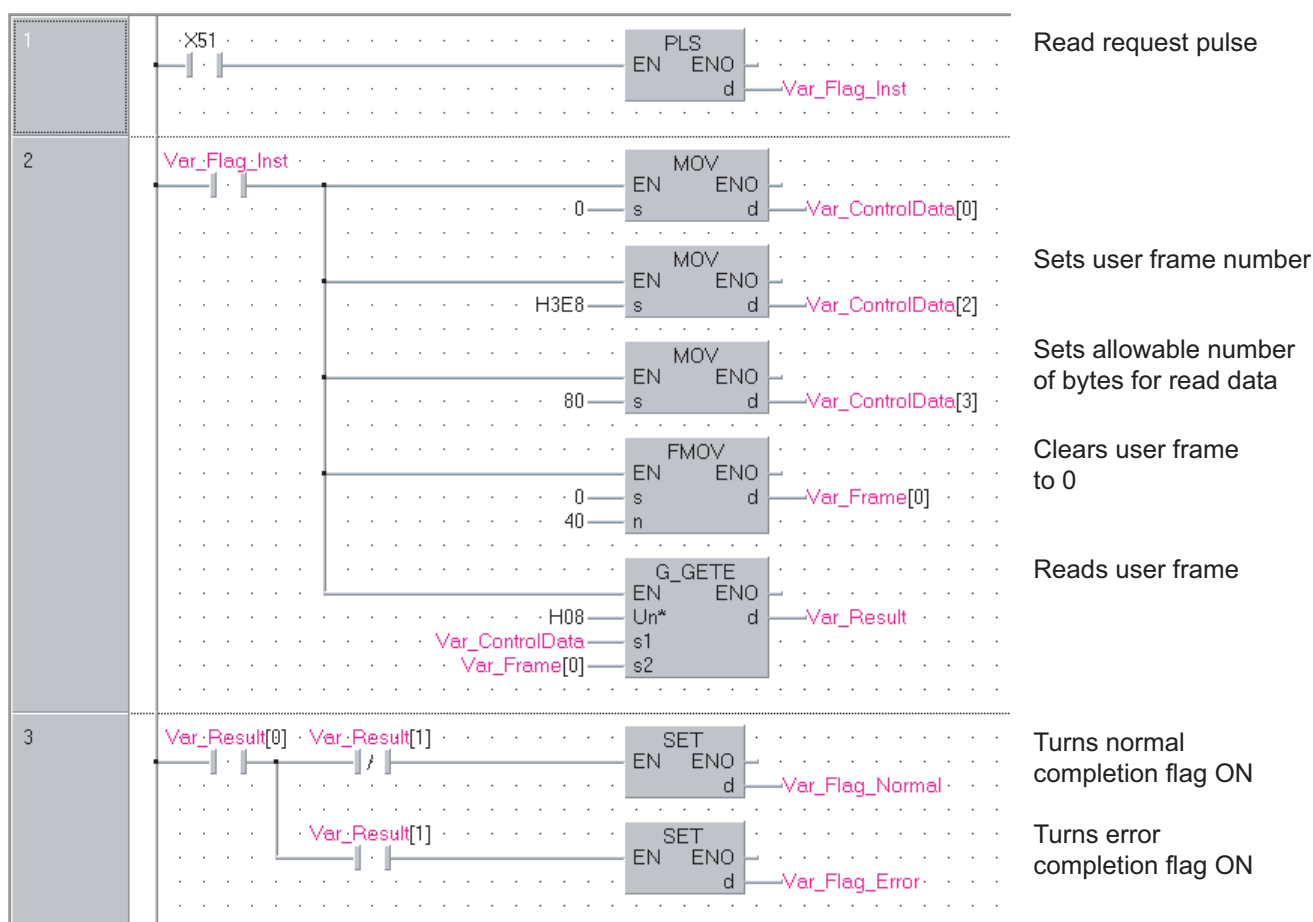 1
X51
PLS
EN ENO
d
Var_Flag_Inst
Read request pulse
2
Var_Flag_Inst
MOV
EN ENO
0 s d Var_ControlData[0]
MOV
EN ENO
H3E8 s d Var_ControlData[2]
Sets user frame number
MOV
EN ENO
80 s d Var_ControlData[3]
Sets allowable number
of bytes for read data
FMOV
EN ENO
0 s d Var_Frame[0]
40 n
Clears user frame
to 0
G_GETE
EN ENO
H08 Un* d Var_Result
Var_ControlData s1
Var_Frame[0] s2
Reads user frame
3
Var_Result[0] Var_Result[1]
SET
EN ENO
d Var_Flag_Normal
Turns normal
completion flag ON
Var_Result[1]
SET
EN ENO
d Var_Flag_Error
Turns error
completion flag ON